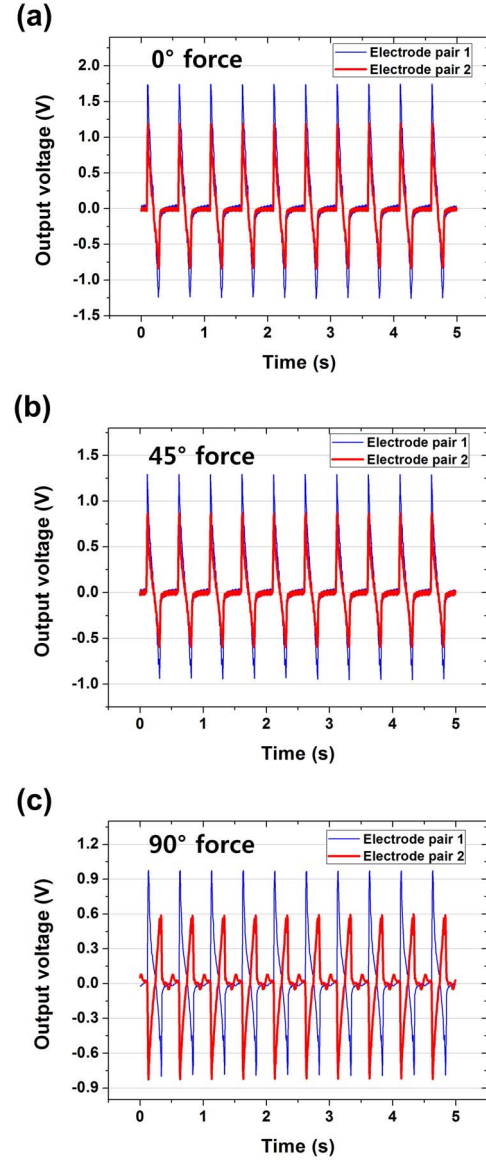 (a)
0° force
Electrode pair 1
Electrode pair 2
Output voltage (V)
2.0
1.5
1.0
0.5
0.0
-0.5
-1.0
-1.5
0 1 2 3 4 5
Time (s)
(b)
45° force
Electrode pair 1
Electrode pair 2
Output voltage (V)
1.5
1.0
0.5
0.0
-0.5
-1.0
0 1 2 3 4 5
Time (s)
(c)
90° force
Electrode pair 1
Electrode pair 2
Output voltage (V)
1.2
0.9
0.6
0.3
0.0
-0.3
-0.6
-0.9
0 1 2 3 4 5
Time (s)